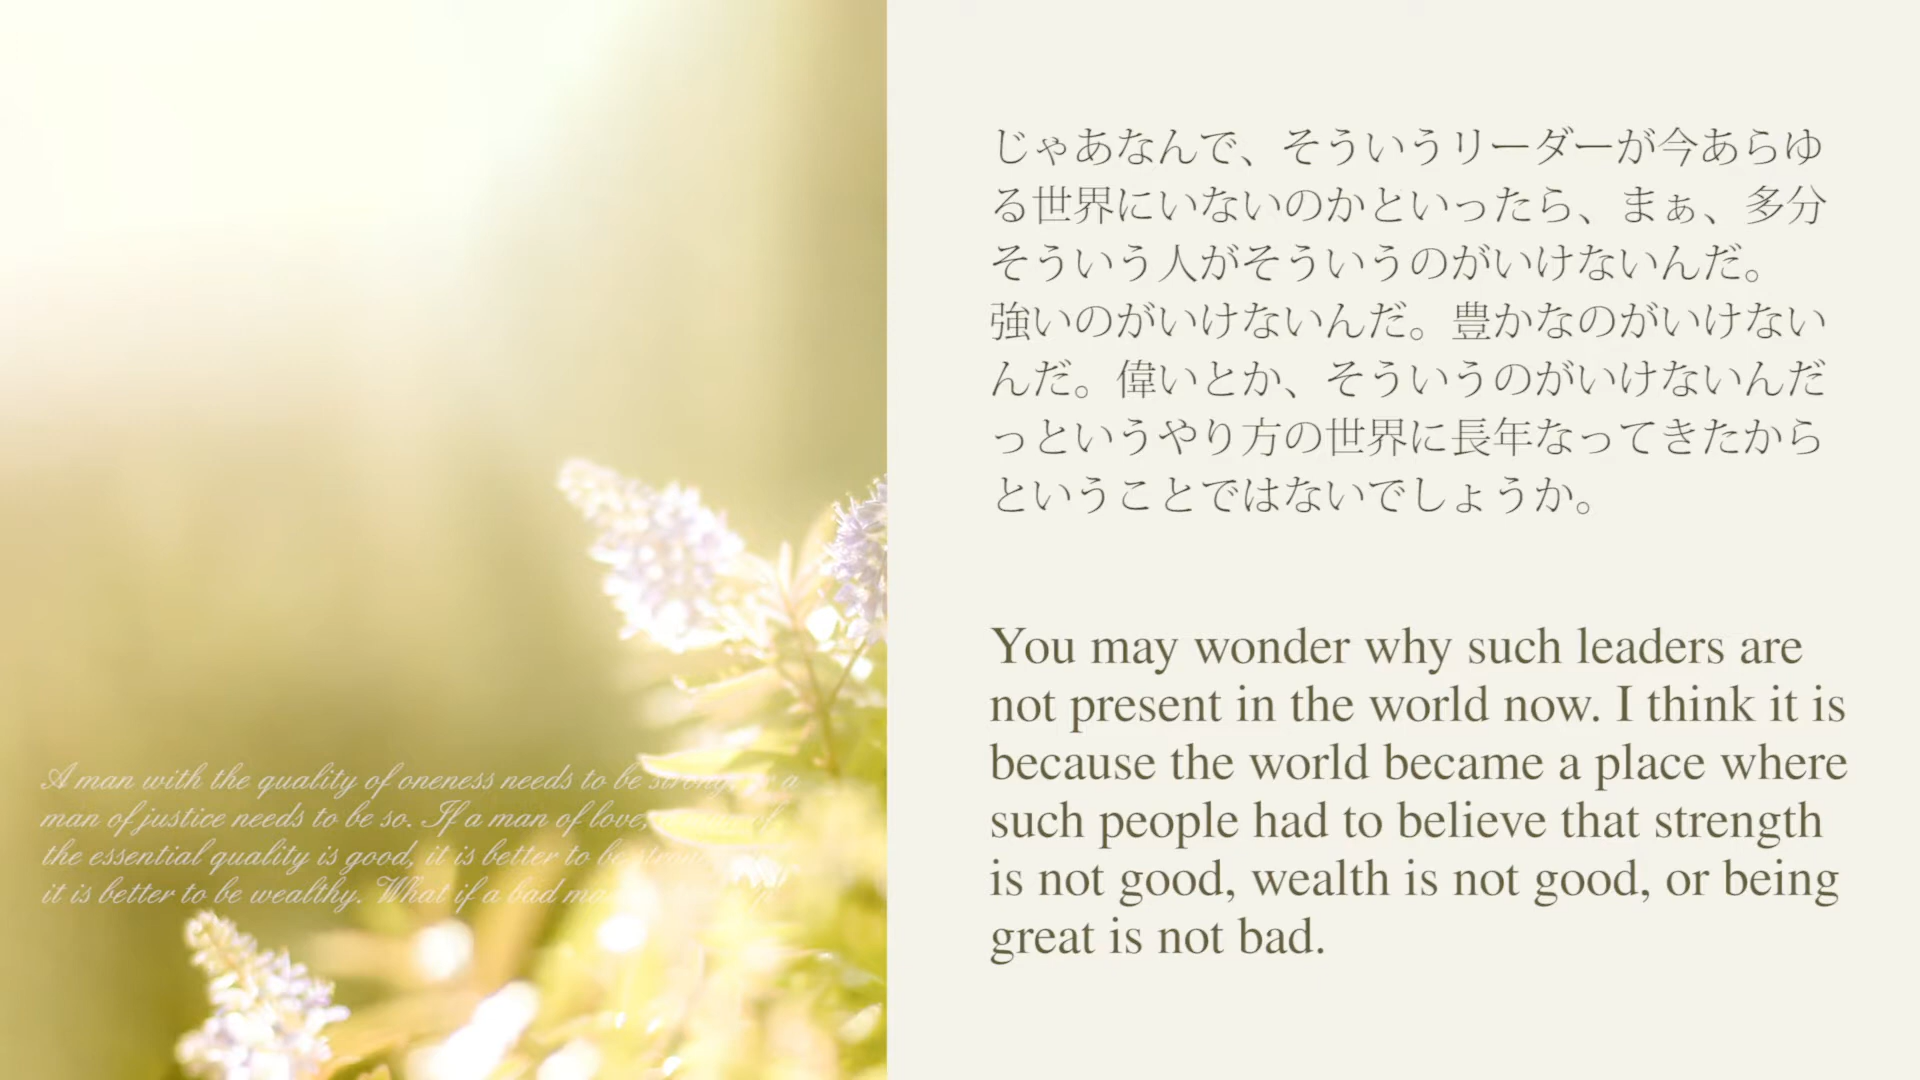 じゃあなんで、そういうリーダーが今あらゆ
る世界にいないのかといったら、まぁ、多分
そういう人がそういうのがいけないんだ。
強いのがいけないんだ。豊かなのがいけない
んだ。偉いとか、そういうのがいけないんだ
っというやり方の世界に長年なってきたから
ということではないでしょうか。
You may wonder why such leaders are
not present in the world now. I think it is
because the world became a place where
such people had to believe that strength
is not good, wealth is not good, or being
great is not bad.
A man with the quality of oneness needs to be strong, or a
man of justice needs to be so. If a man of love,
the essential quality is good, it is better to be
it is better to be wealthy. What if a bad